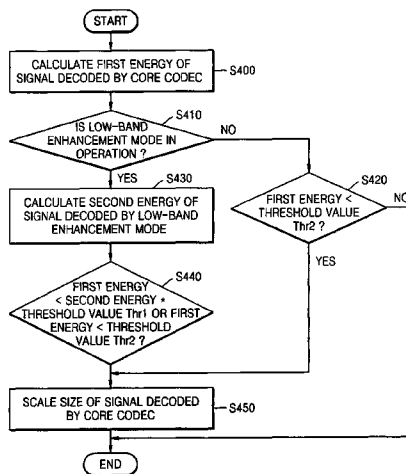 START
CALCULATE FIRST ENERGY OF
SIGNAL DECODED BY CORE CODEC
S400
S410
IS LOW-BAND
ENHANCEMENT MODE IN
OPERATION ?
NO
YES
S430
CALCULATE SECOND ENERGY OF
SIGNAL DECODED BY LOW-BAND
ENHANCEMENT MODE
S420
FIRST ENERGY <
THRESHOLD VALUE
Thr2 ?
NO
YES
S440
FIRST ENERGY
< SECOND ENERGY *
THRESHOLD VALUE Thr1 OR FIRST
ENERGY < THRESHOLD
VALUE Thr2 ?
SCALE SIZE OF SIGNAL DECODED
BY CORE CODEC
S450
END